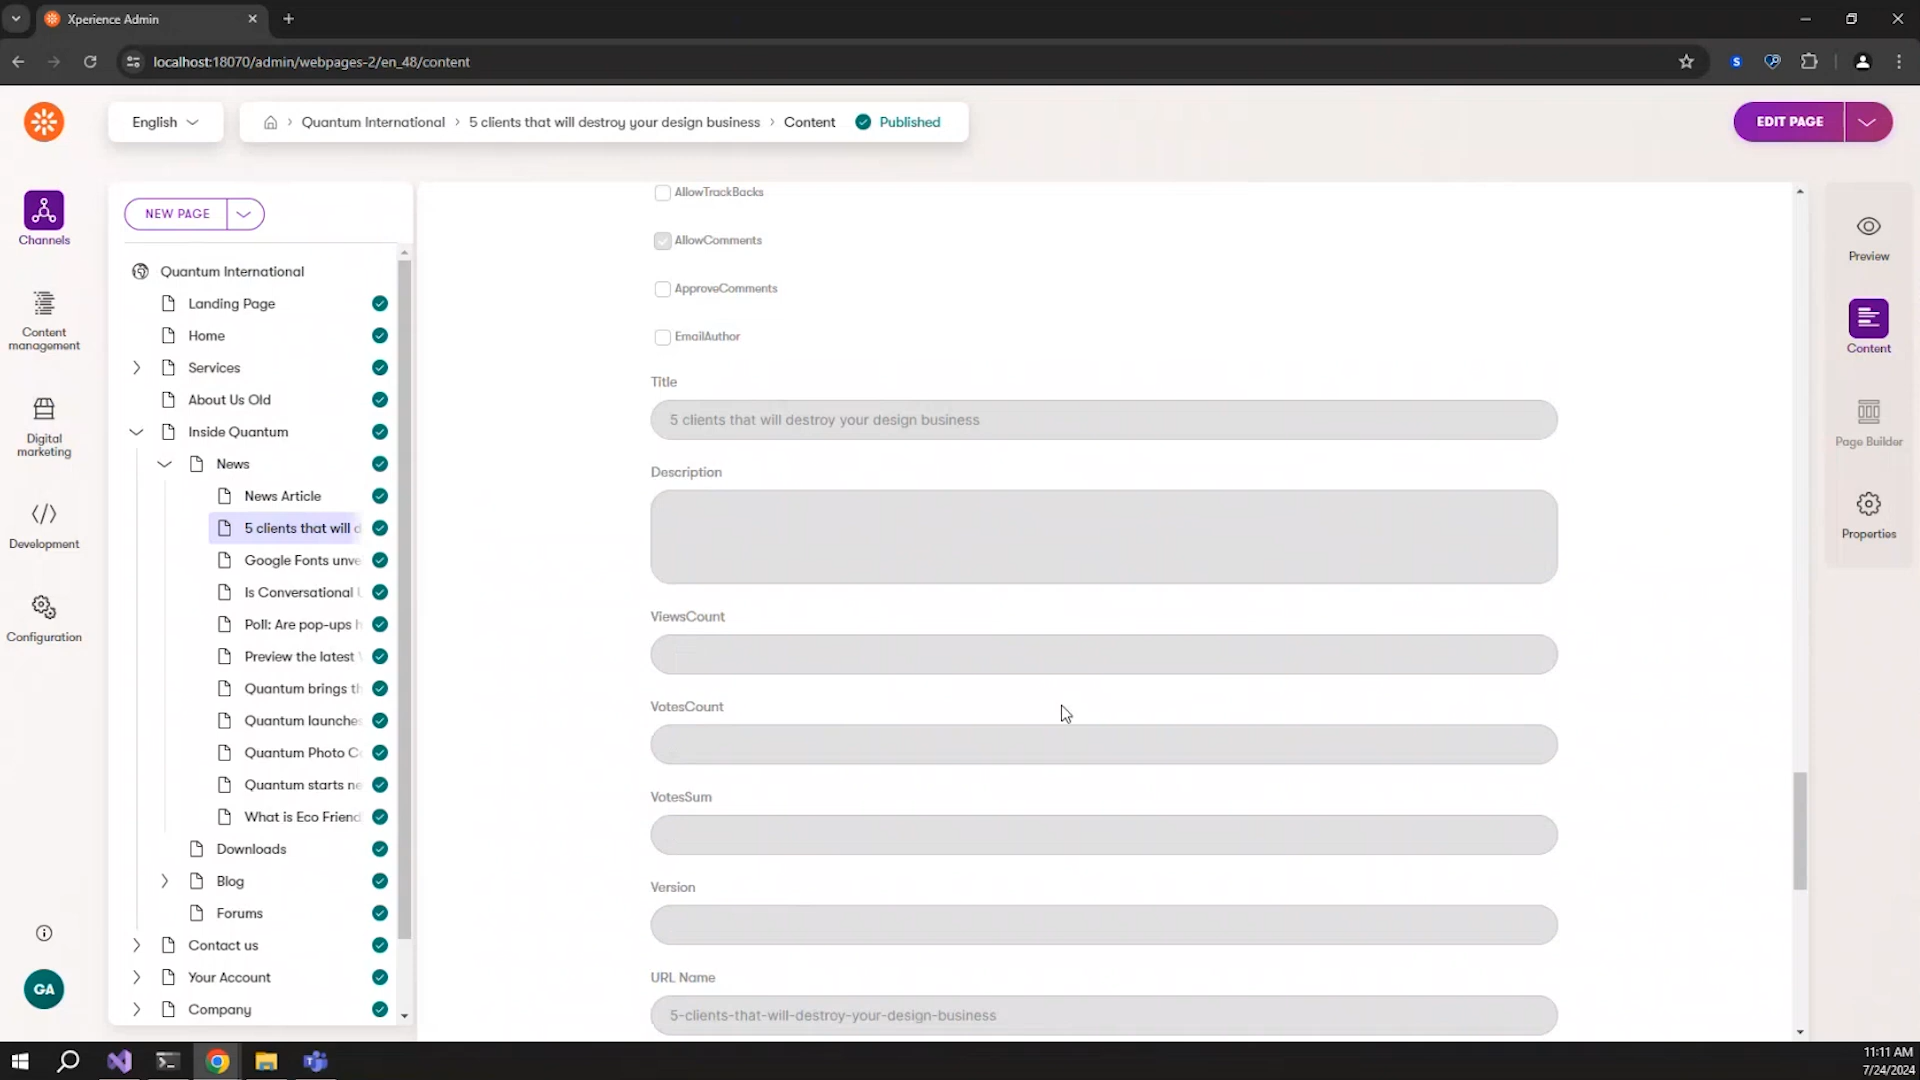 Xperience Admin
localhost:18070/admin/webpages-2/en_48/content
English
Quantum International
5 clients that will destroy your design business
Content
Published
EDIT PAGE
Channels
Content management
Digital marketing
Development
Configuration
GA
NEW PAGE
Quantum International
Landing Page
Home
Services
About Us Old
Inside Quantum
News
News Article
5 clients that will
Google Fonts unve
Is Conversational
Poll: Are pop-ups
Preview the latest
Quantum brings
Quantum launche
Quantum Photo
Quantum starts ne
What is Eco Friend
Downloads
Blog
Forums
Contact us
Your Account
Company
AllowTrackBacks
AllowComments
ApproveComments
EmailAuthor
Title
5 clients that will destroy your design business
Description
ViewsCount
VotesCount
VotesSum
Version
URL Name
5-clients-that-will-destroy-your-design-business
Preview
Content
Page Builder
Properties
11:11 AM
7/24/2024